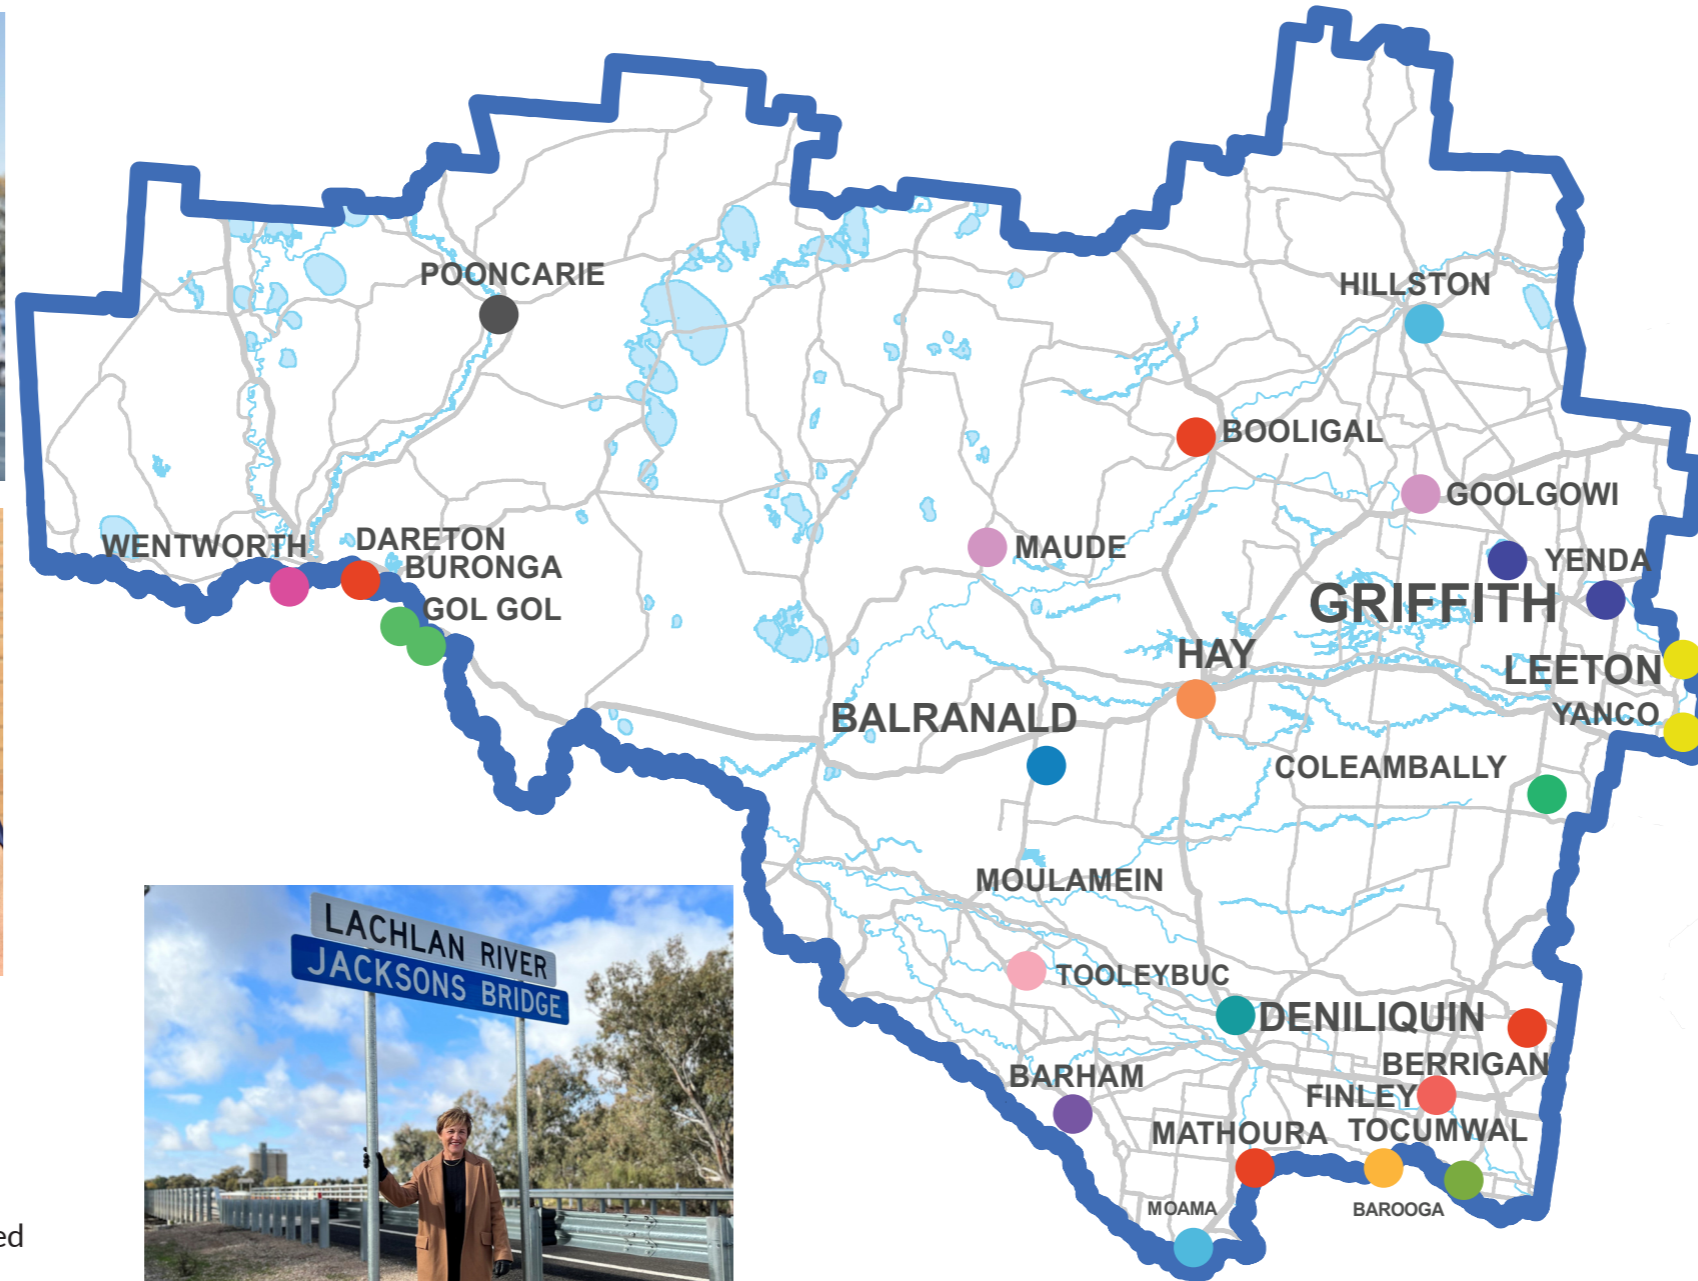 POONCARIE
HILLSTON
BOOLIGAL
GOOLGOWI
WENTWORTH
DARETON
BURONGA
GOL GOL
MAUDE
YENDA
GRIFFITH
HAY
LEETON
BALRANALD
YANCO
COLEAMBALLY
MOULAMEIN
TOOLEYBUC
DENILIQUIN
BERRIGAN
BARHAM
FINLEY
MATHOURA
TOCUMWAL
MOAMA
BAROOGA
LACHLAN RIVER
JACKSONS BRIDGE
ed